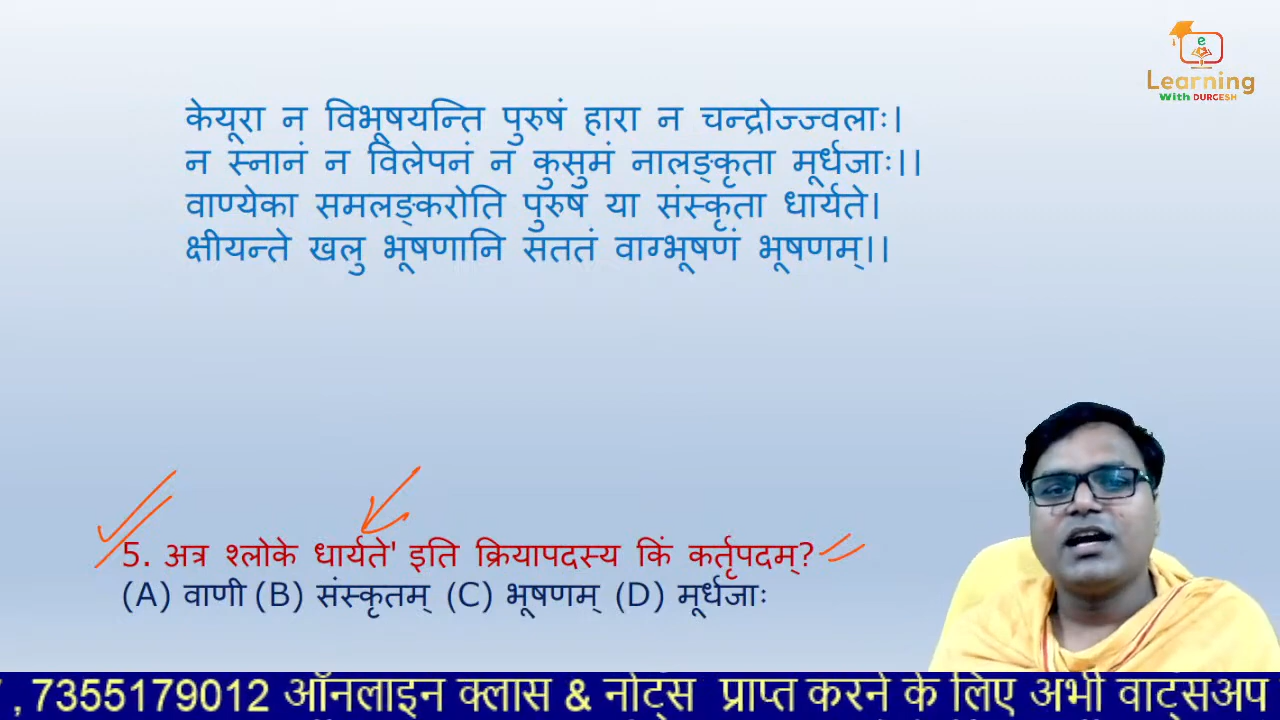 e
Learning
With DURGESH
केयूरा न विभूषयन्ति पुरुषं हारा न चन्द्रोज्ज्वलाः।
न स्नानं न विलेपनं न कुसुमं नालङ्कृता मूर्धजाः।।
वाण्येका समलङ्करोति पुरुषं या संस्कृता धार्यते।
क्षीयन्ते खलु भूषणानि सततं वाग्भूषणं भूषणम्।।
5. अत्र श्लोके धार्यते' इति क्रियापदस्य किं कर्तृपदम्?
(A) वाणी (B) संस्कृतम् (C) भूषणम् (D) मूर्धजाः
, 7355179012 ऑनलाइन क्लास & नोट्स प्राप्त करने के लिए अभी वाट्सअप